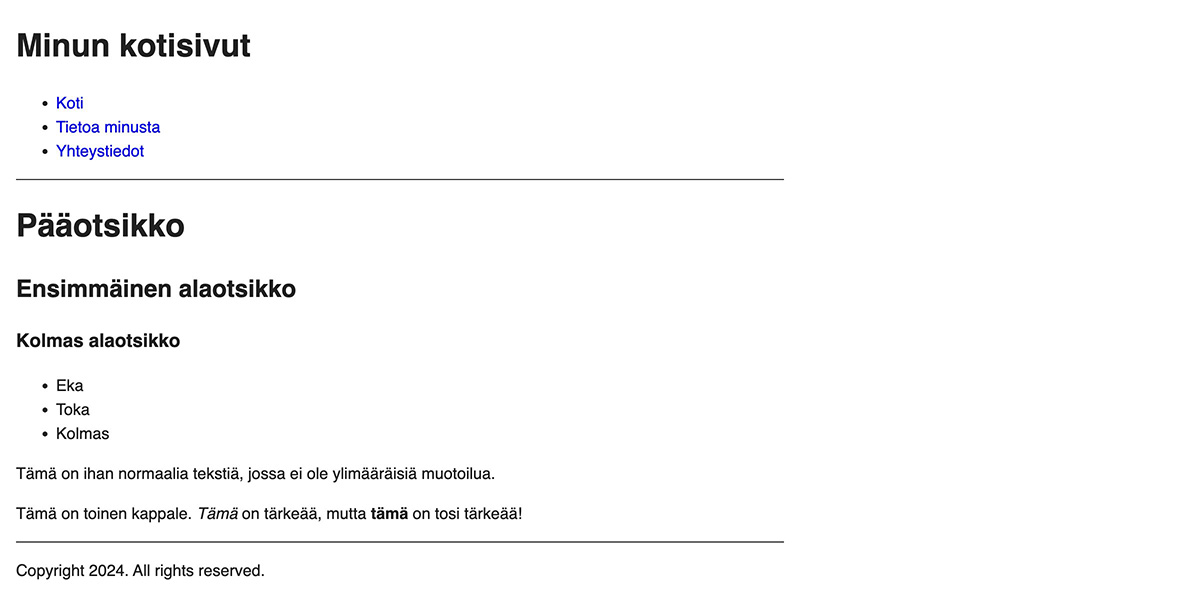 Minun kotisivut
Koti
Tietoa minusta
Yhteystiedot
Pääotsikko
Ensimmäinen alaotsikko
Kolmas alaotsikko
Eka
Toka
Kolmas
Tämä on ihan normaalia tekstiä, jossa ei ole ylimääräisiä muotoilua.
Tämä on toinen kappale. Tämä on tärkeää, mutta tämä on tosi tärkeää!
Copyright 2024. All rights reserved.